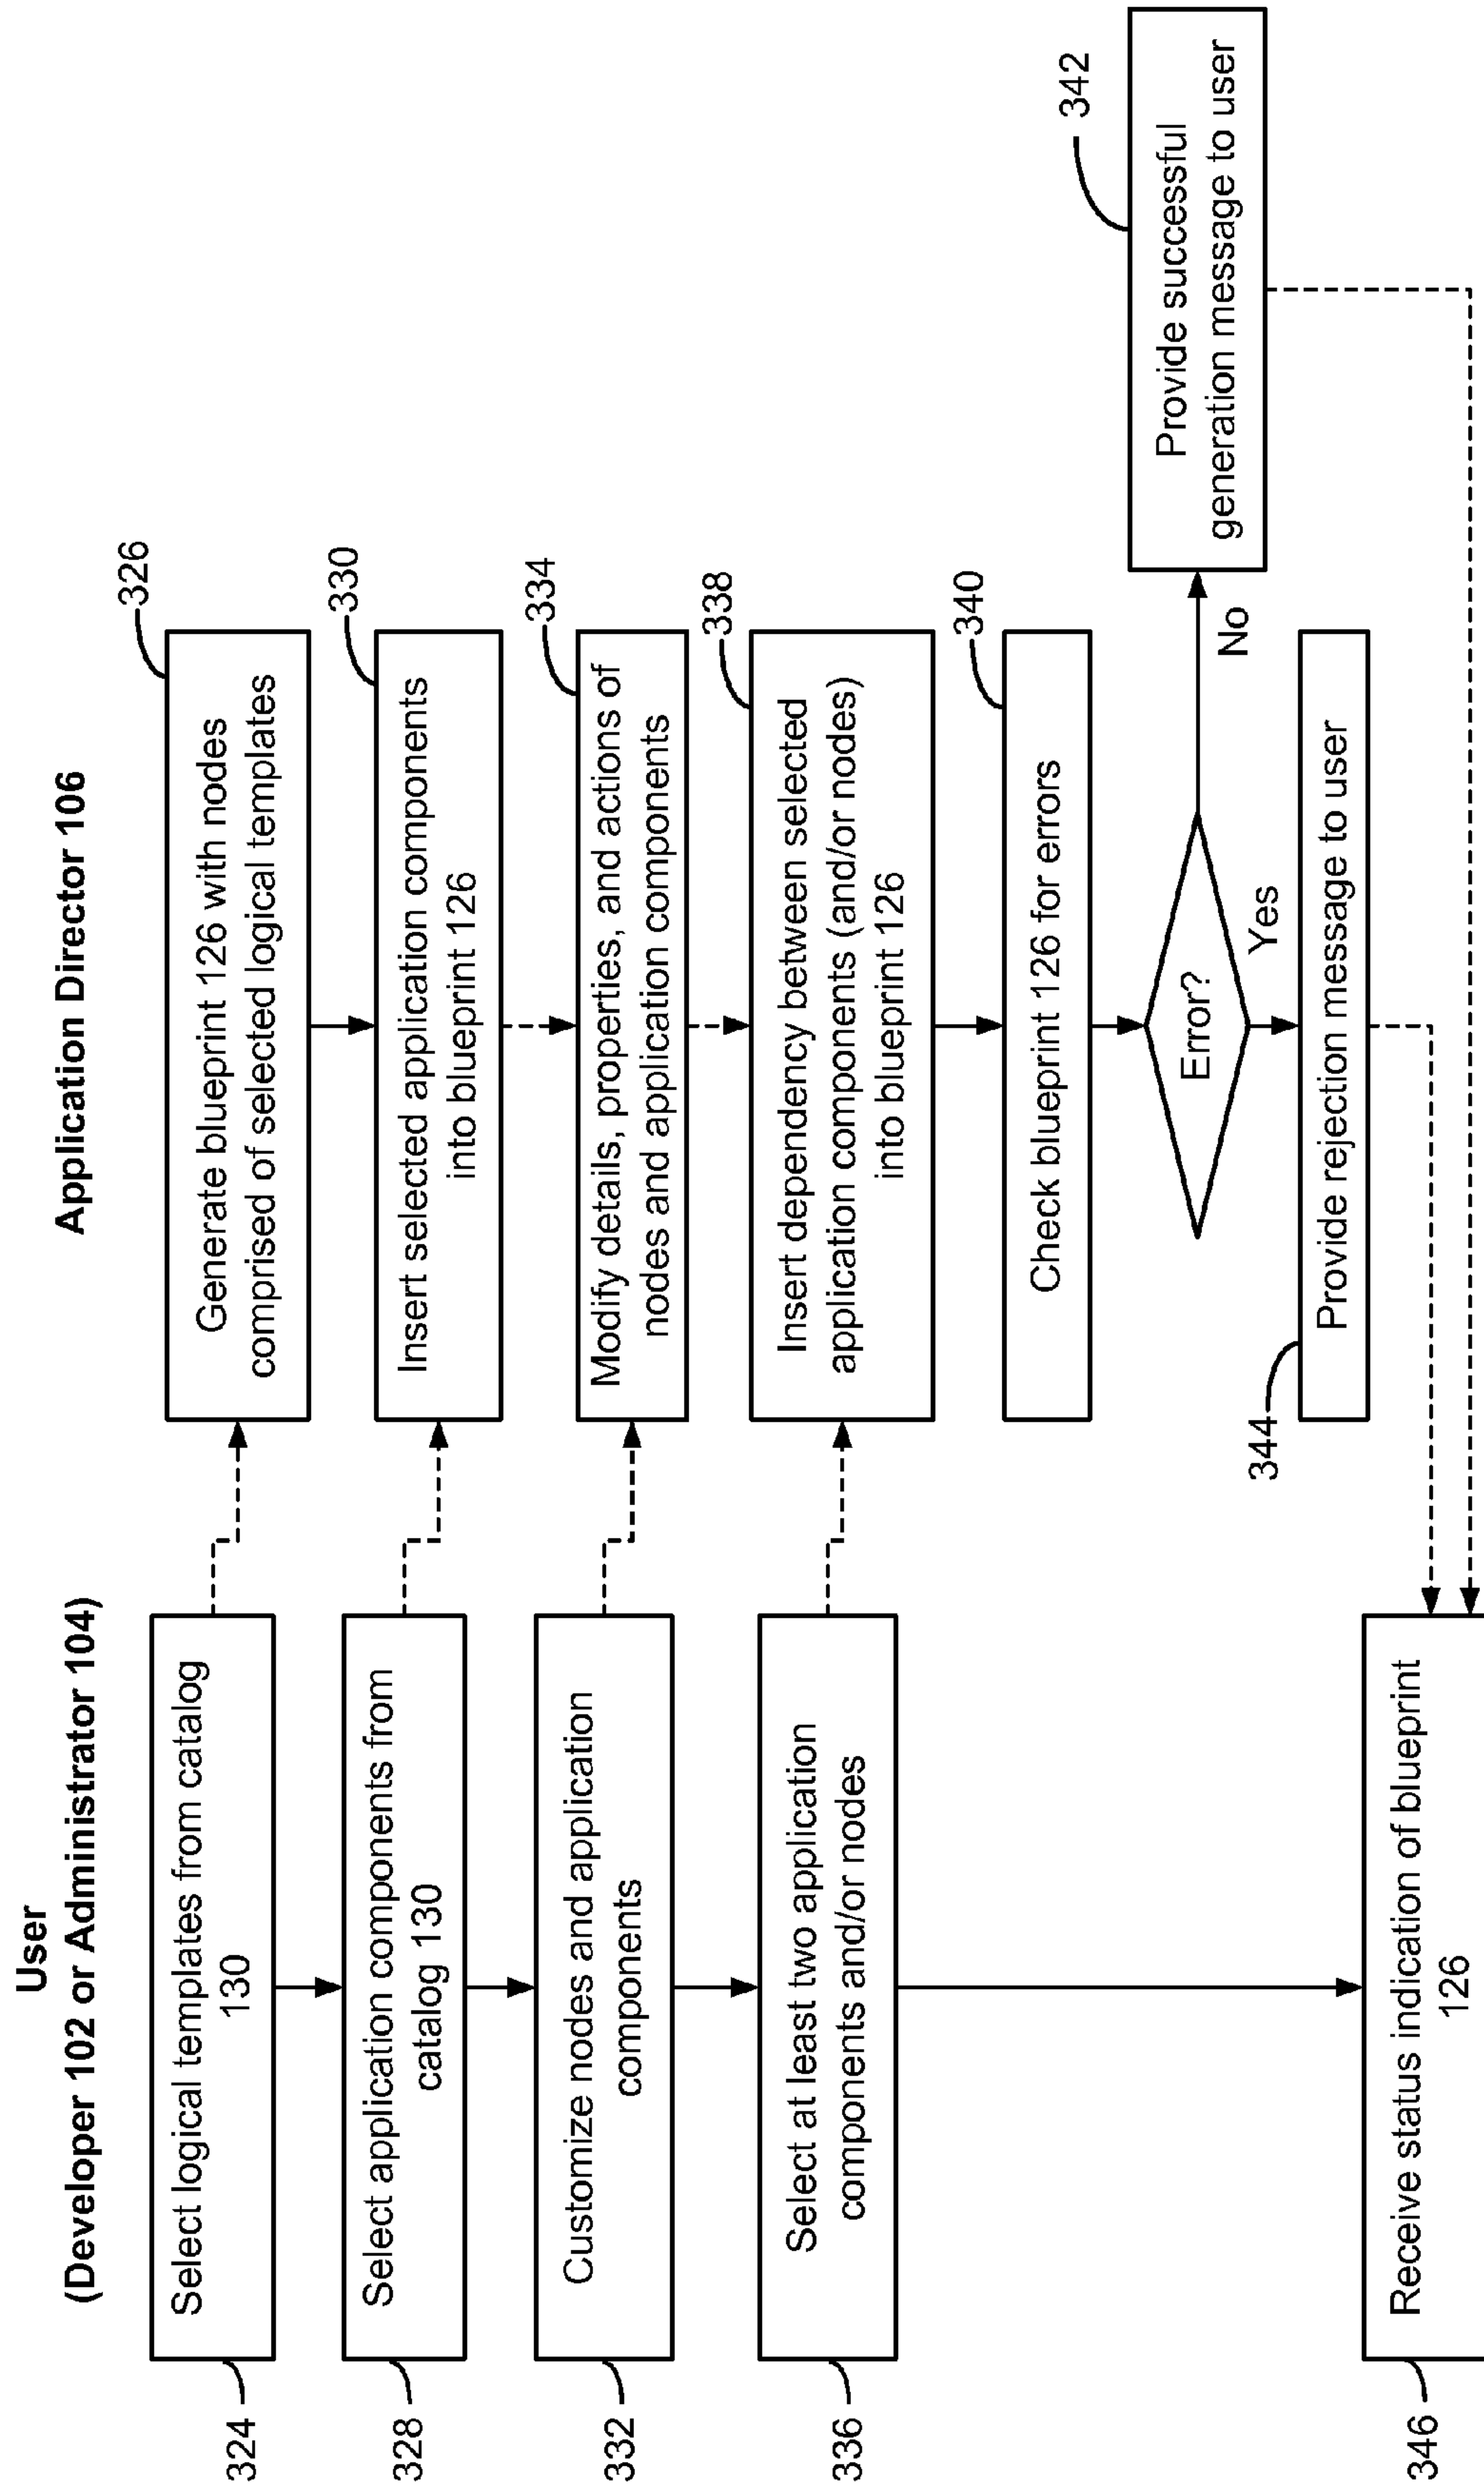 User
(Developer 102 or Administrator 104)
Application Director 106
324
Select logical templates from catalog
130
326
Generate blueprint 126 with nodes
comprised of selected logical templates
328
Select application components from
catalog 130
330
Insert selected application components
into blueprint 126
332
Customize nodes and application
components
334
Modify details, properties, and actions of
nodes and application components
336
Select at least two application
components and/or nodes
338
Insert dependency between selected
application components (and/or nodes)
into blueprint 126
340
Check blueprint 126 for errors
Error?
No
Yes
342
Provide successful
generation message to user
344
Provide rejection message to user
346
Receive status indication of blueprint
126